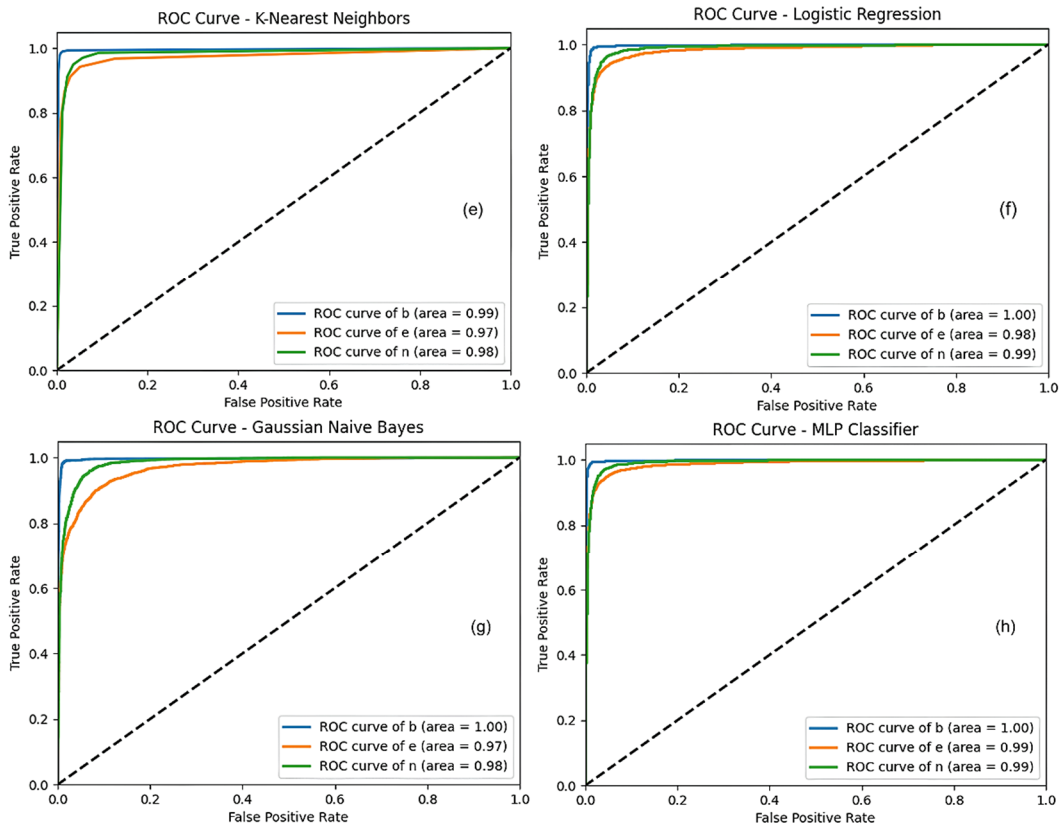 ROC Curve - K-Nearest Neighbors
1.0
0.8
0.6
0.4
0.2
0.0
True Positive Rate
(e)
ROC curve of b (area = 0.99)
ROC curve of e (area = 0.97)
ROC curve of n (area = 0.98)
0.0 0.2 0.4 0.6 0.8 1.0
False Positive Rate
ROC Curve - Logistic Regression
1.0
0.8
0.6
0.4
0.2
0.0
True Positive Rate
(f)
ROC curve of b (area = 1.00)
ROC curve of e (area = 0.98)
ROC curve of n (area = 0.99)
0.0 0.2 0.4 0.6 0.8 1.0
False Positive Rate
ROC Curve - Gaussian Naive Bayes
1.0
0.8
0.6
0.4
0.2
0.0
True Positive Rate
(g)
ROC curve of b (area = 1.00)
ROC curve of e (area = 0.97)
ROC curve of n (area = 0.98)
0.0 0.2 0.4 0.6 0.8 1.0
False Positive Rate
ROC Curve - MLP Classifier
1.0
0.8
0.6
0.4
0.2
0.0
True Positive Rate
(h)
ROC curve of b (area = 1.00)
ROC curve of e (area = 0.99)
ROC curve of n (area = 0.99)
0.0 0.2 0.4 0.6 0.8 1.0
False Positive Rate